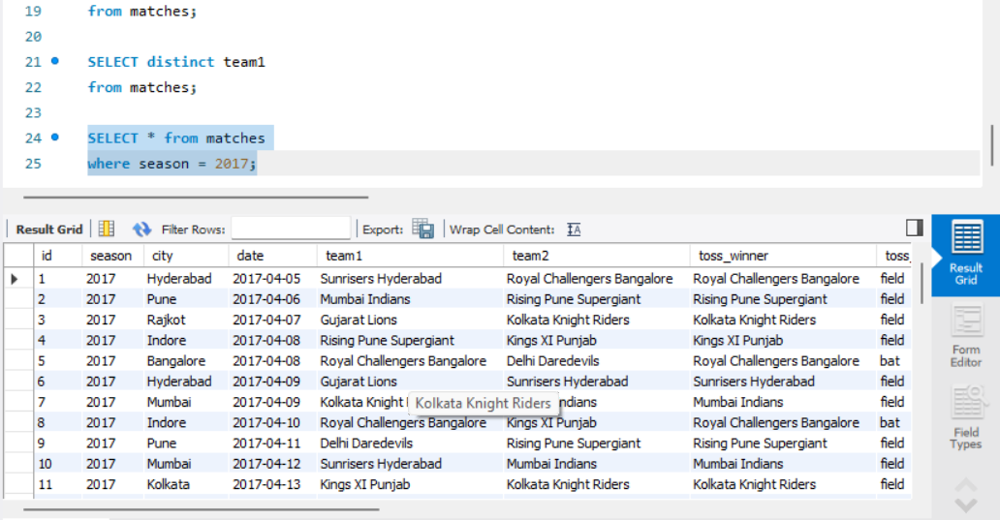 19 from matches;
20
21 SELECT distinct team1
22 from matches;
23
24 SELECT * from matches
25 where season = 2017;
Result Grid Filter Rows: Export: Wrap Cell Content: IA
id season city date team1 team2 toss_winner toss_
1 2017 Hyderabad 2017-04-05 Sunrisers Hyderabad Royal Challengers Bangalore Royal Challengers Bangalore field
2 2017 Pune 2017-04-06 Mumbai Indians Rising Pune Supergiant Rising Pune Supergiant field
3 2017 Rajkot 2017-04-07 Gujarat Lions Kolkata Knight Riders Kolkata Knight Riders field
4 2017 Indore 2017-04-08 Rising Pune Supergiant Kings XI Punjab Kings XI Punjab field
5 2017 Bangalore 2017-04-08 Royal Challengers Bangalore Delhi Daredevils Royal Challengers Bangalore bat
6 2017 Hyderabad 2017-04-09 Gujarat Lions Sunrisers Hyderabad Sunrisers Hyderabad field
7 2017 Mumbai 2017-04-09 Kolkata Knight Kolkata Knight Riders ndians Mumbai Indians field
8 2017 Indore 2017-04-10 Royal Challengers Bangalore Kings XI Punjab Royal Challengers Bangalore bat
9 2017 Pune 2017-04-11 Delhi Daredevils Rising Pune Supergiant Rising Pune Supergiant field
10 2017 Mumbai 2017-04-12 Sunrisers Hyderabad Mumbai Indians Mumbai Indians field
11 2017 Kolkata 2017-04-13 Kings XI Punjab Kolkata Knight Riders Kolkata Knight Riders field
Result
Grid
Form
Editor
Field
Types